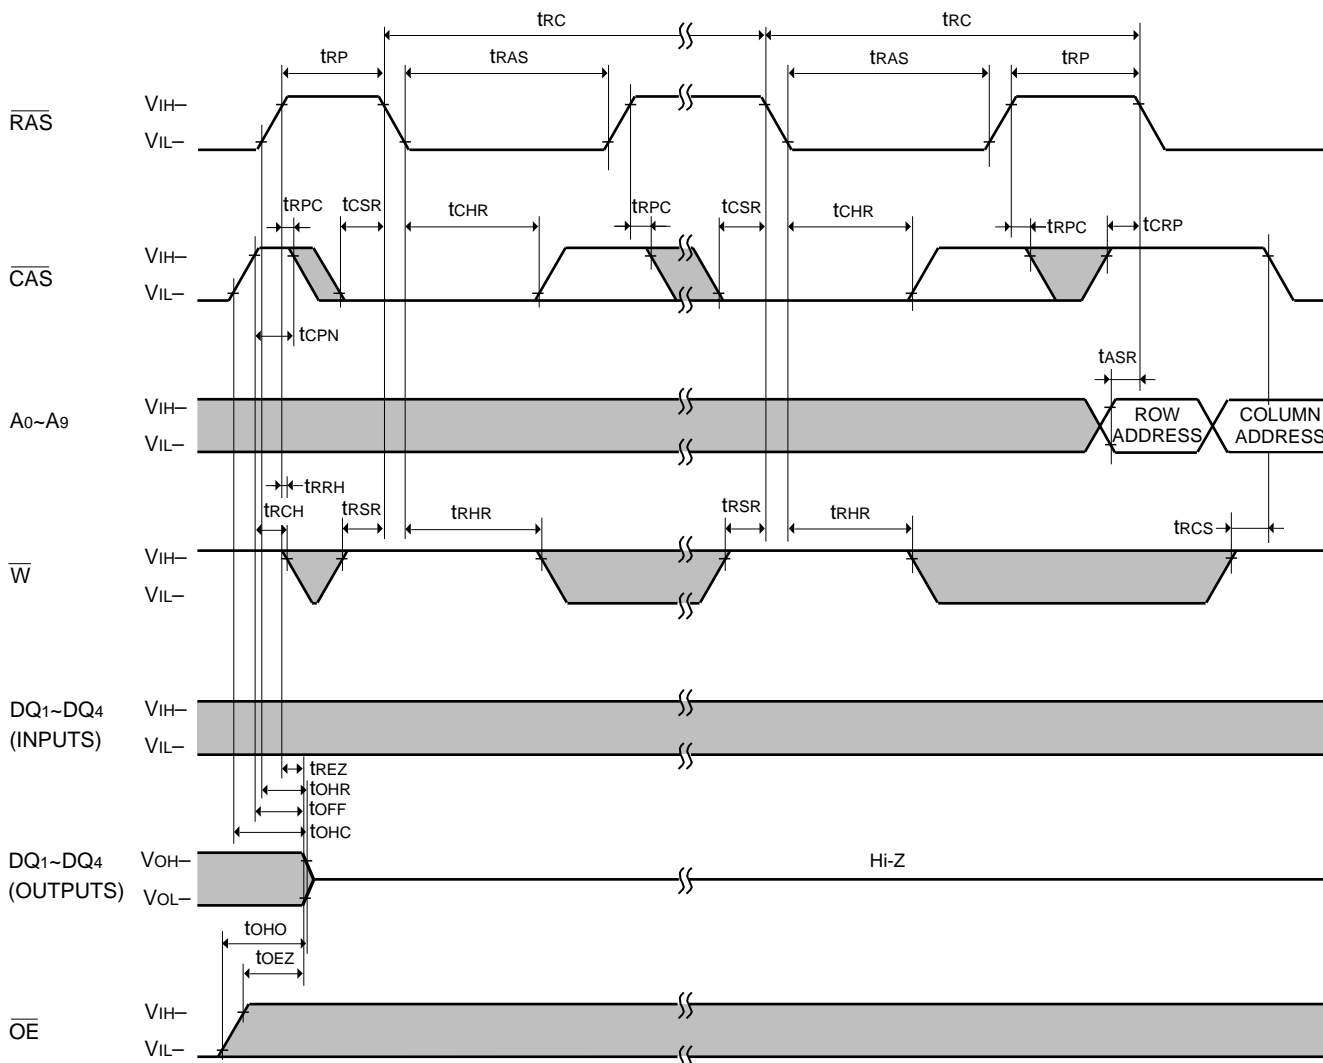 tRC tRC
tRP tRAS tRAS tRP
RAS VIH–
VIL–
tRPC tCSR tCHR tRPC tCSR tCHR tRPC tCRP
CAS VIH–
VIL–
tCPN
tASR
A0~A9 VIH–
VIL–
ROW ADDRESS
COLUMN ADDRESS
tRRH
tRCH tRSR tRHR tRSR tRHR tRCS
W VIH–
VIL–
DQ1~DQ4 (INPUTS) VIH–
VIL–
tREZ
tOHR
tOFF
tOHC
DQ1~DQ4 (OUTPUTS) VOH–
VOL–
Hi-Z
tOHO
tOEZ
OE VIH–
VIL–